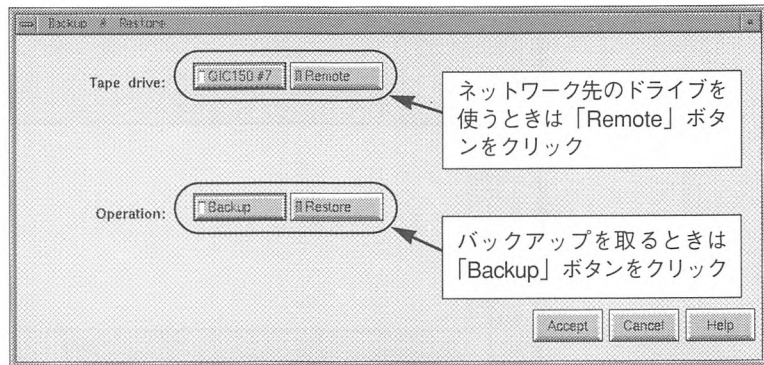 Backup & Restore
Tape drive:
QIC150 #7
Remote
ネットワーク先のドライブを
使うときは「Remote」ボタ
ンをクリック
Operation:
Backup
Restore
バックアップを取るときは
「Backup」ボタンをクリック
Accept
Cancel
Help